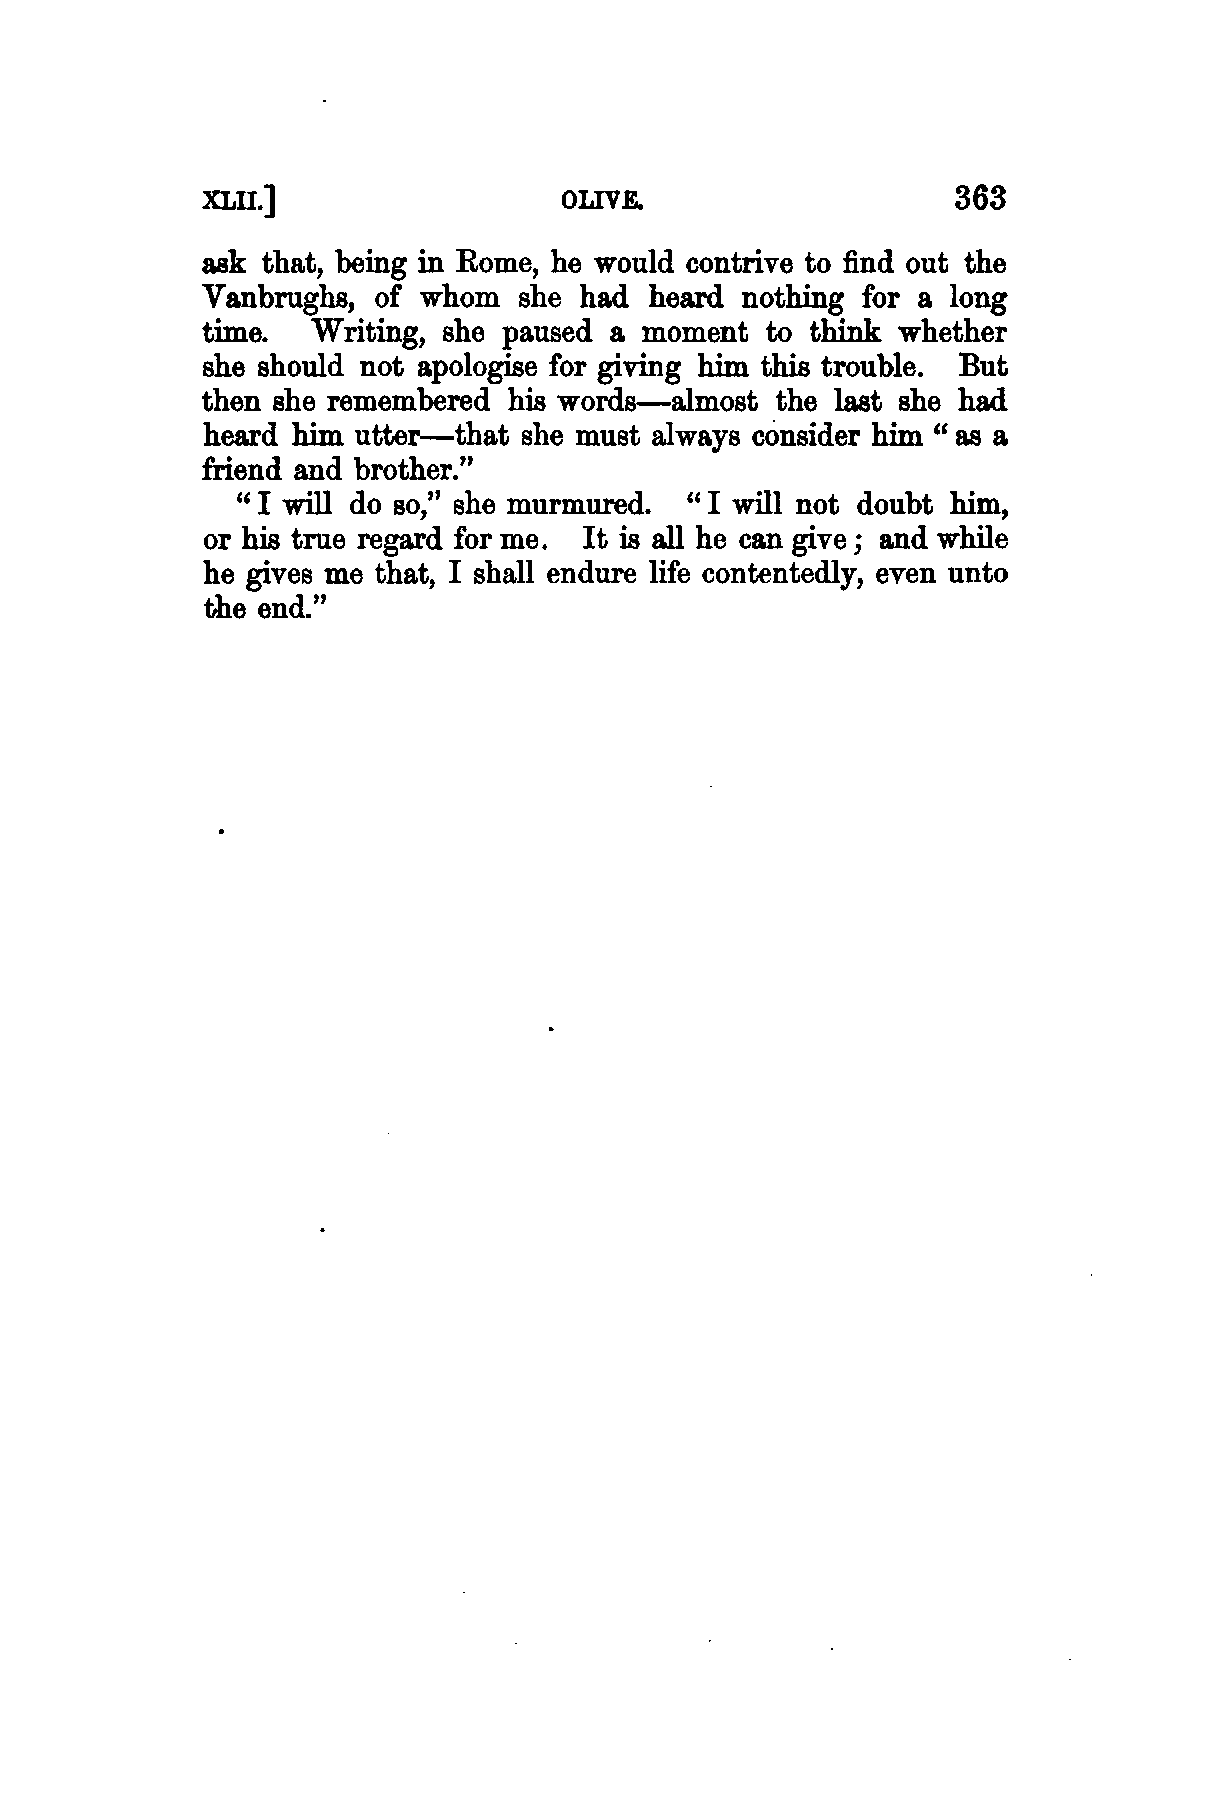 XLII.] OLIVE. 363
ask that, being in Rome, he would contrive to find out the
Vanbrughs, of whom she had heard nothing for a long
time. Writing, she paused a moment to think whether
she should not apologise for giving him this trouble. But
then she remembered his words—almost the last she had
heard him utter—that she must always consider him “ as a
friend and brother.”
“ I will do so,” she murmured. “ I will not doubt him,
or his true regard for me. It is all he can give ; and while
he gives me that, I shall endure life contentedly, even unto
the end.”